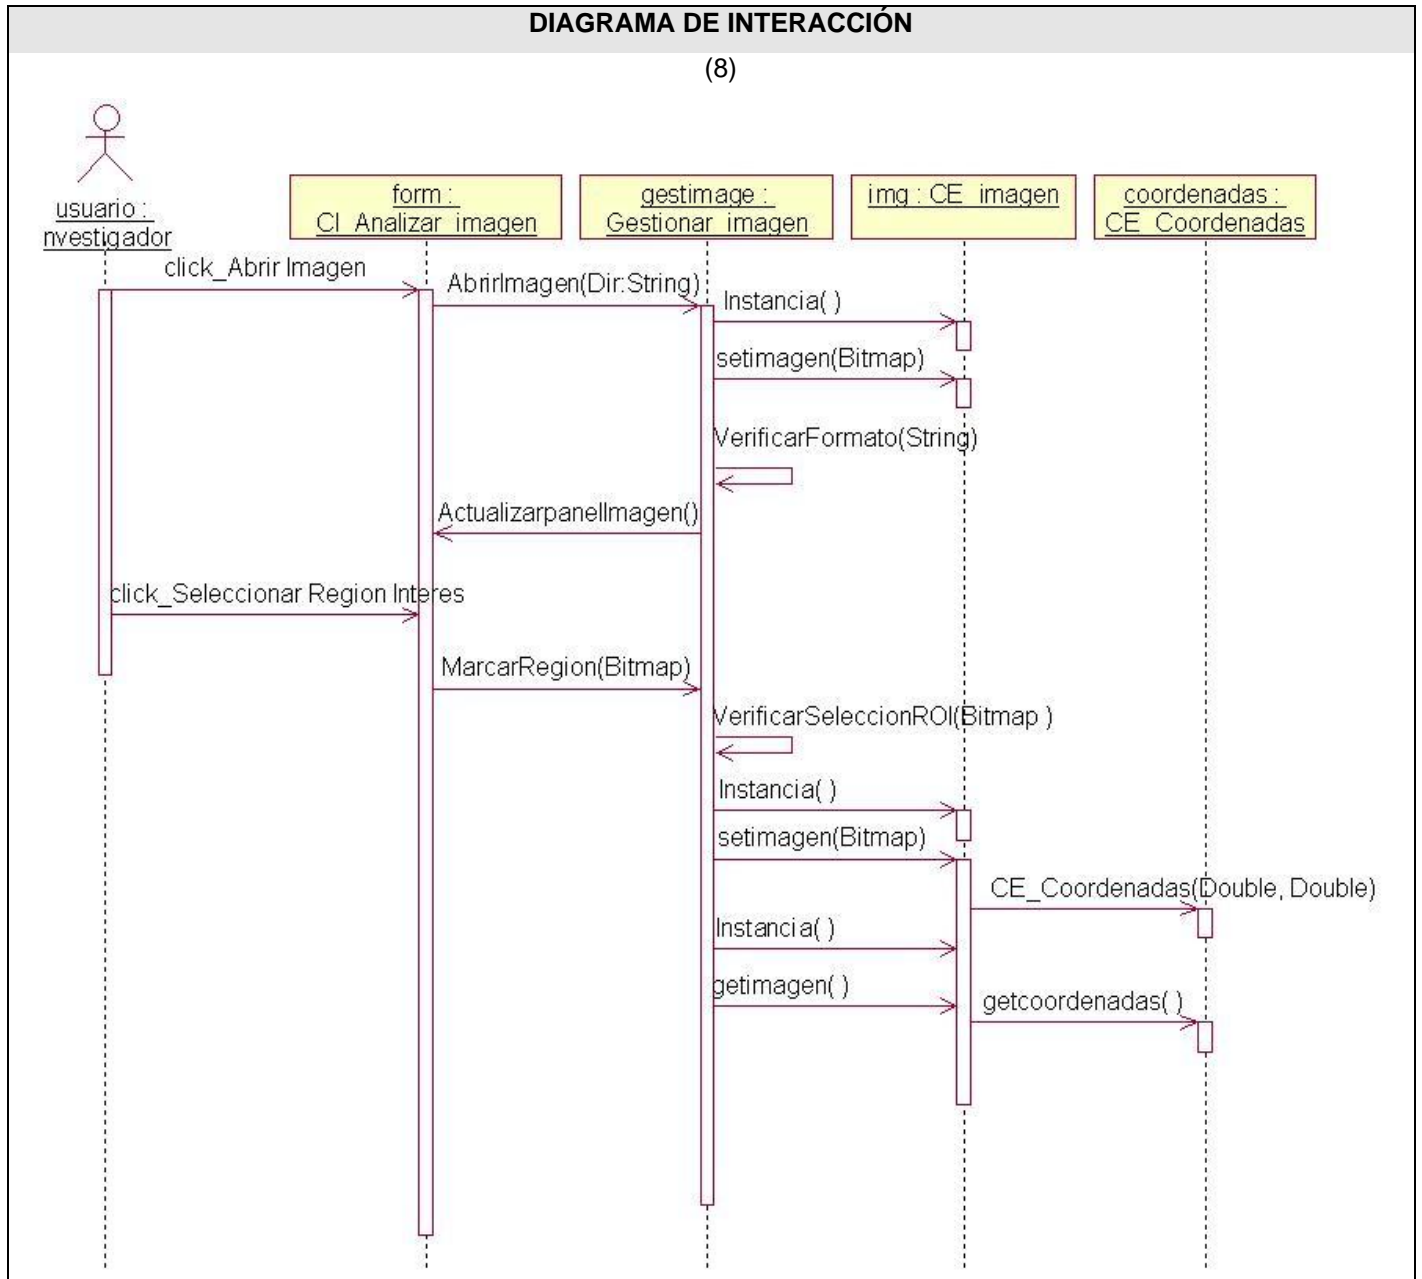 DIAGRAMA DE INTERACCIÓN
(8)
usuario :
nvestigador
form :
CI_Analizar_imagen
gestimage :
Gestionar_imagen
img : CE_imagen
coordenadas :
CE_Coordenadas
click_Abrir Imagen
AbrirImagen(Dir:String)
Instancia( )
setimagen(Bitmap)
VerificarFormato(String)
ActualizarpanelImagen()
click_Seleccionar Region Interes
MarcarRegion(Bitmap)
VerificarSeleccionROI(Bitmap )
Instancia( )
setimagen(Bitmap)
CE_Coordenadas(Double, Double)
Instancia( )
getimagen( )
getcoordenadas( )